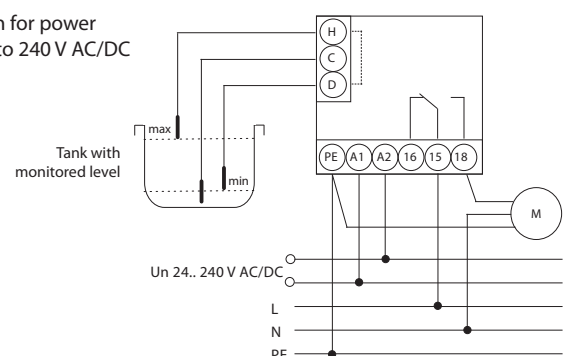 n for power
to 240 V AC/DC
H
C
D
max
Tank with
monitored level
min
PE A1 A2 16 15 18
M
Un 24.. 240 V AC/DC
L
N
PE